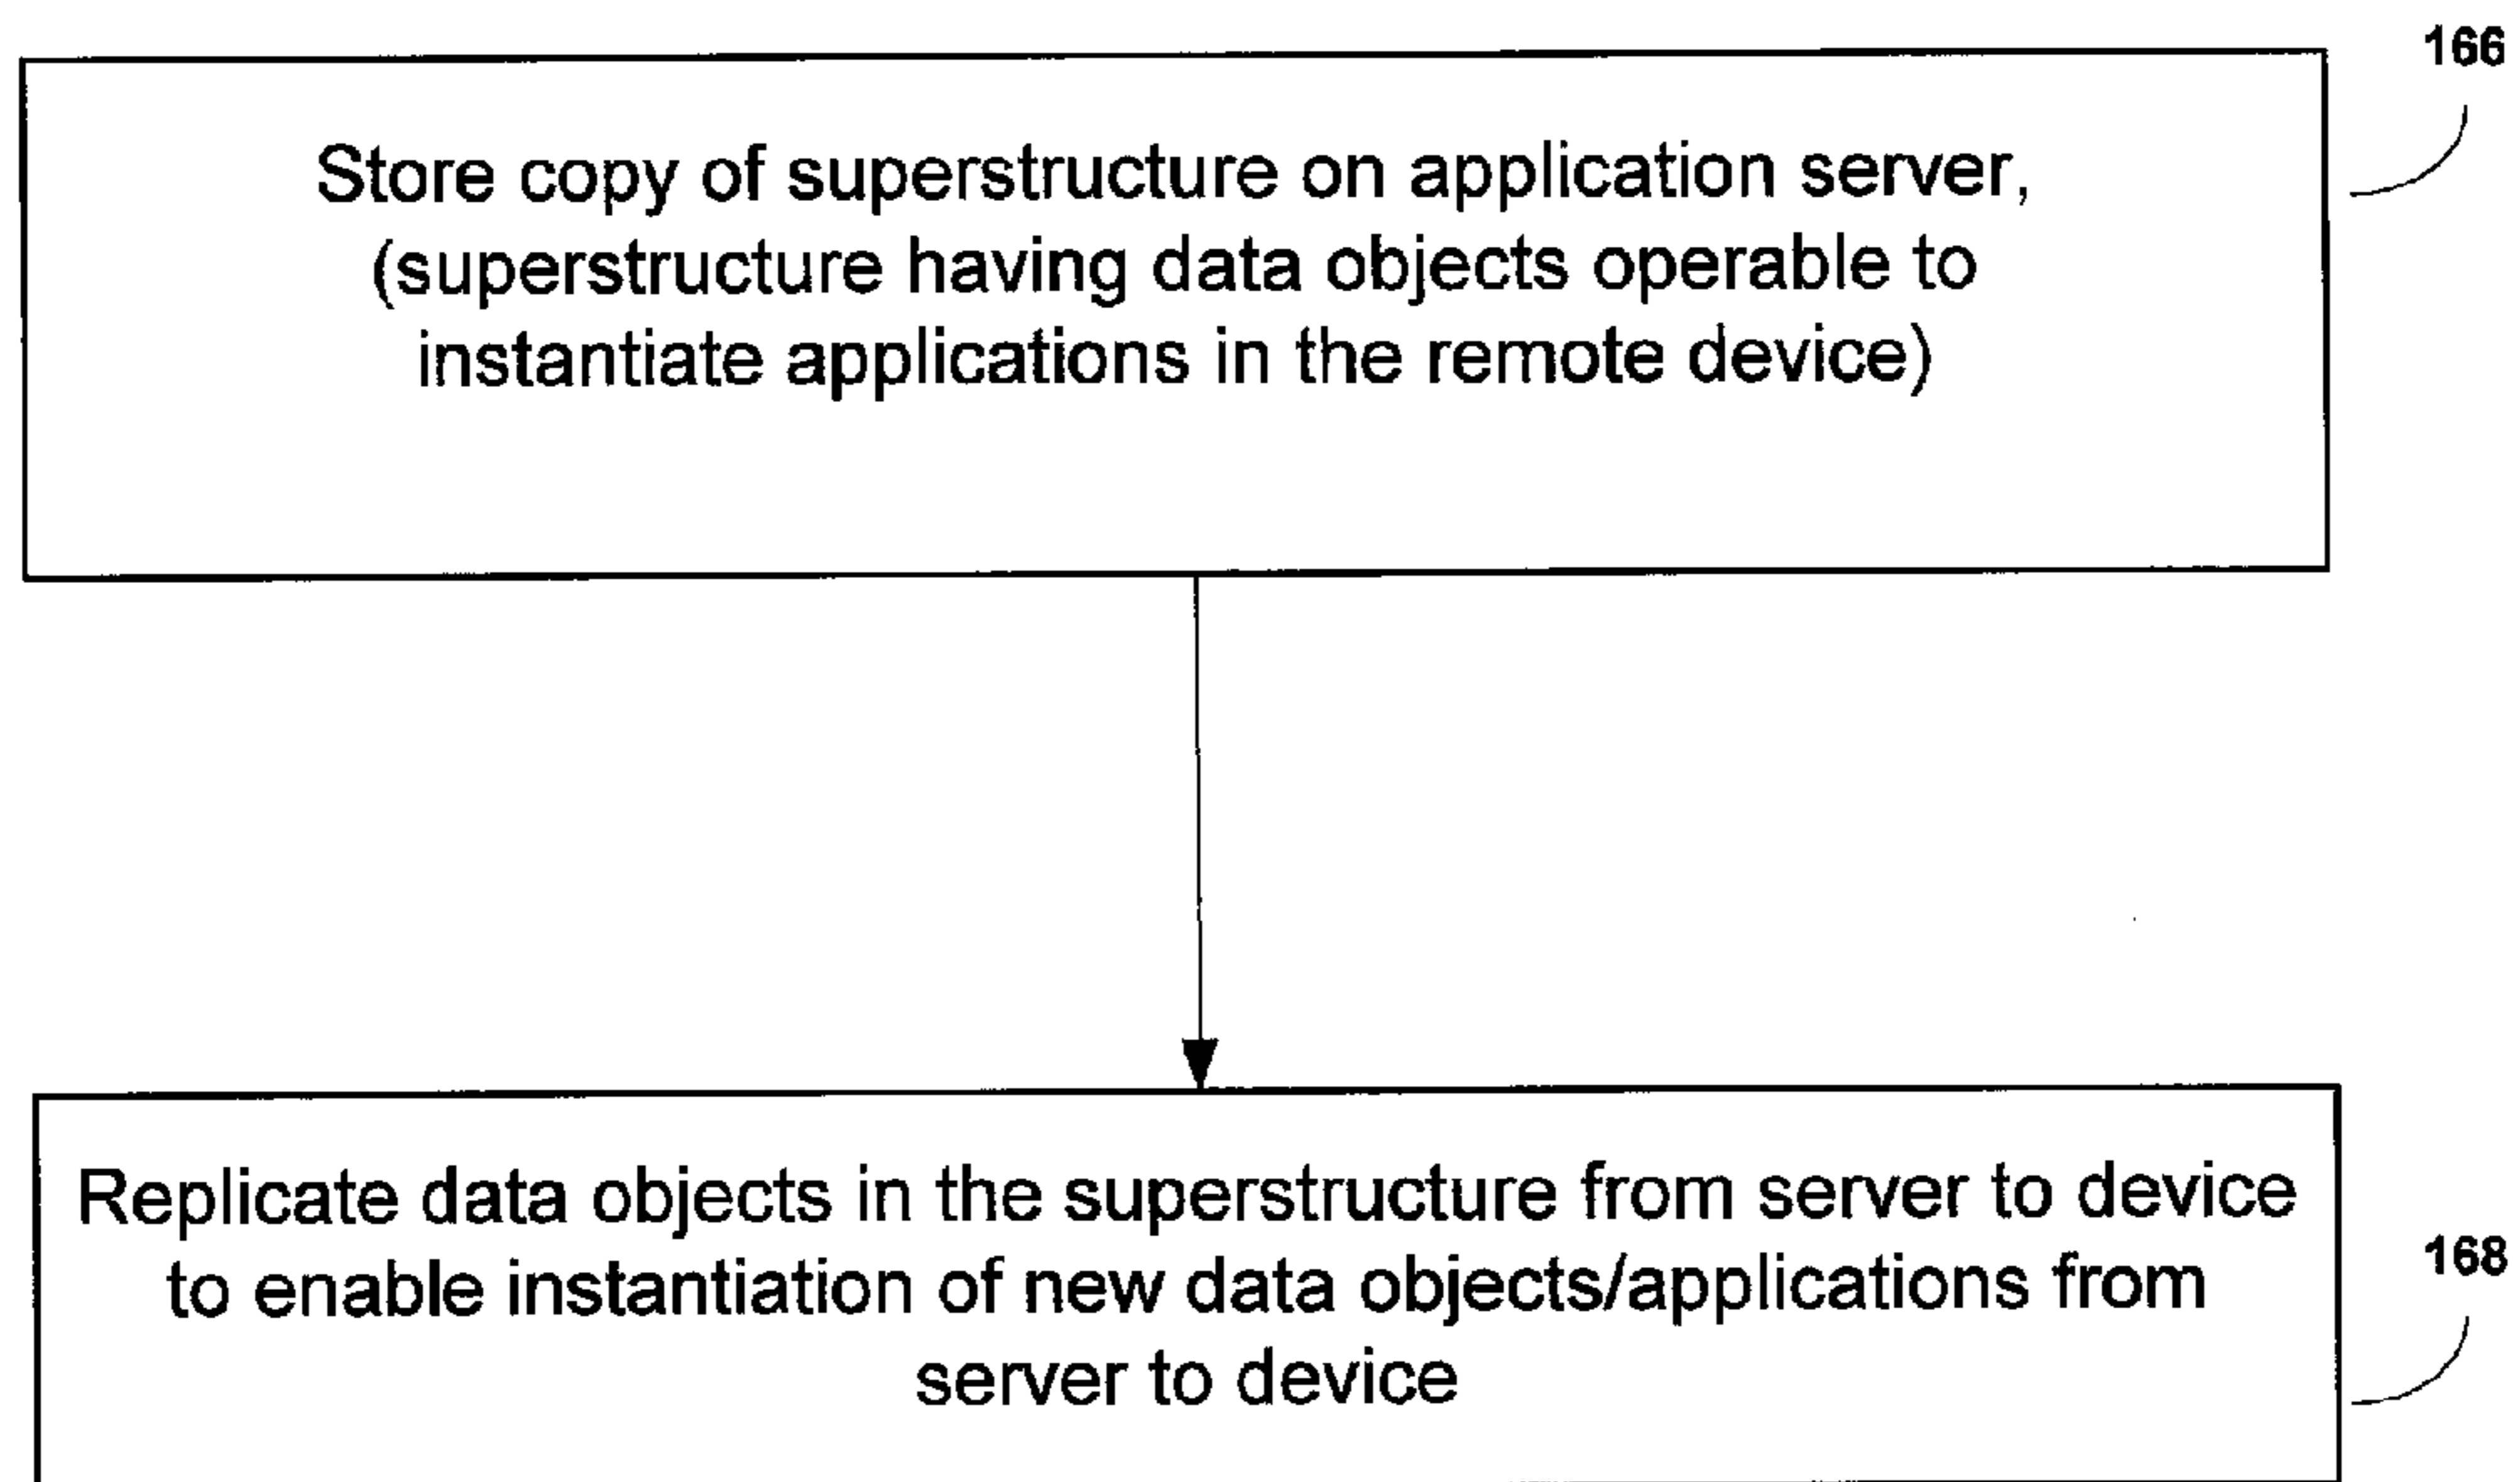 166
Store copy of superstructure on application server,
(superstructure having data objects operable to
instantiate applications in the remote device)
Replicate data objects in the superstructure from server to device
to enable instantiation of new data objects/applications from
server to device
168